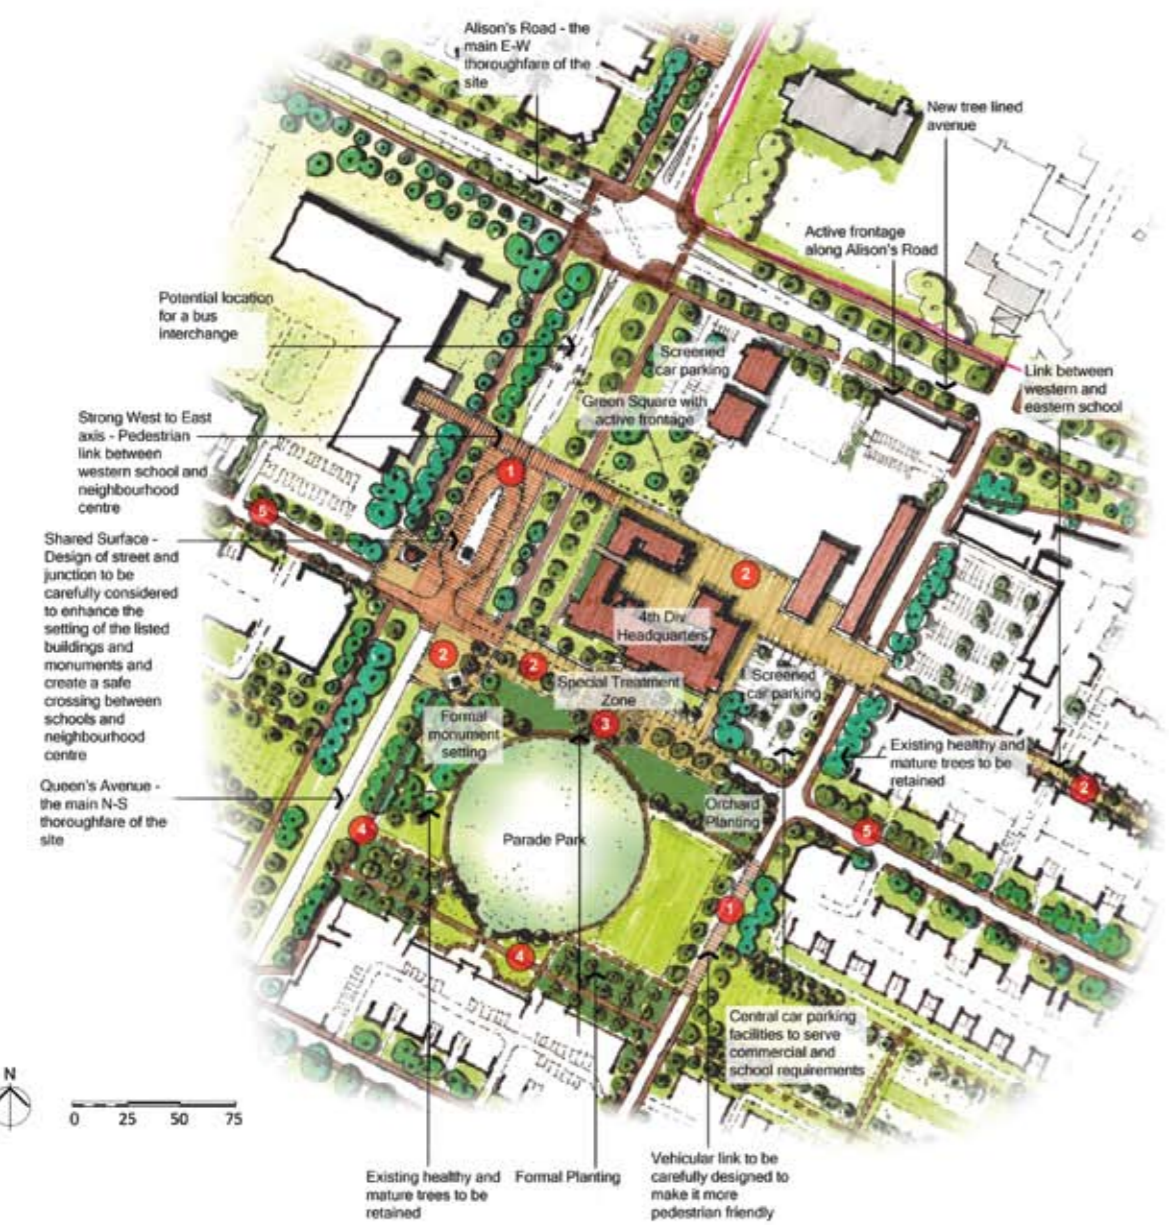 Alison's Road - the
main E-W
thoroughfare of the
site
New tree lined
avenue
Active frontage
along Alison's Road
Potential location
for a bus
interchange
Screened
car parking
Link between
western and
eastern school
Green Square with
active frontage
Strong West to East
axis - Pedestrian
link between
western school and
neighbourhood
centre
1
5
Shared Surface -
Design of street and
junction to be
carefully considered
to enhance the
setting of the listed
buildings and
monuments and
create a safe
crossing between
schools and
neighbourhood
centre
2
4th Div
Headquarters
2
2
Special Treatment
Zone
Screened
car parking
Formal
monument
setting
3
Existing healthy and
mature trees to be
retained
2
Queen's Avenue -
the main N-S
thoroughfare of the
site
Orchard
Planting
4
5
Parade Park
1
4
Central car parking
facilities to serve
commercial and
school requirements
N
0 25 50 75
Existing healthy and
mature trees to be
retained
Formal Planting
Vehicular link to be
carefully designed to
make it more
pedestrian friendly